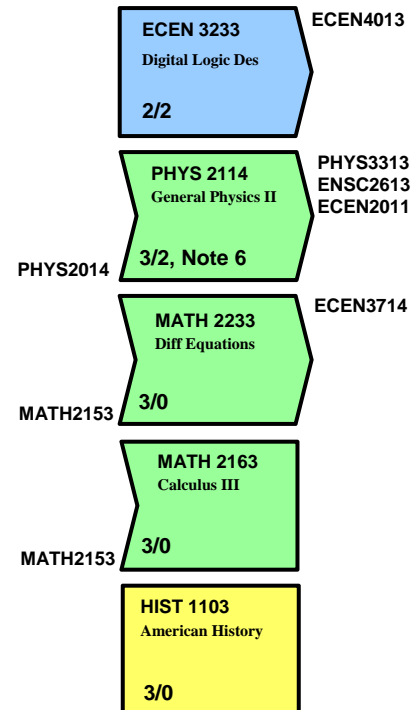 ECEN 3233
Digital Logic Des
2/2
ECEN4013
PHYS 2114
General Physics II
3/2, Note 6
PHYS3313
ENSC2613
ECEN2011
PHYS2014
MATH 2233
Diff Equations
3/0
ECEN3714
MATH2153
MATH 2163
Calculus III
3/0
MATH2153
HIST 1103
American History
3/0